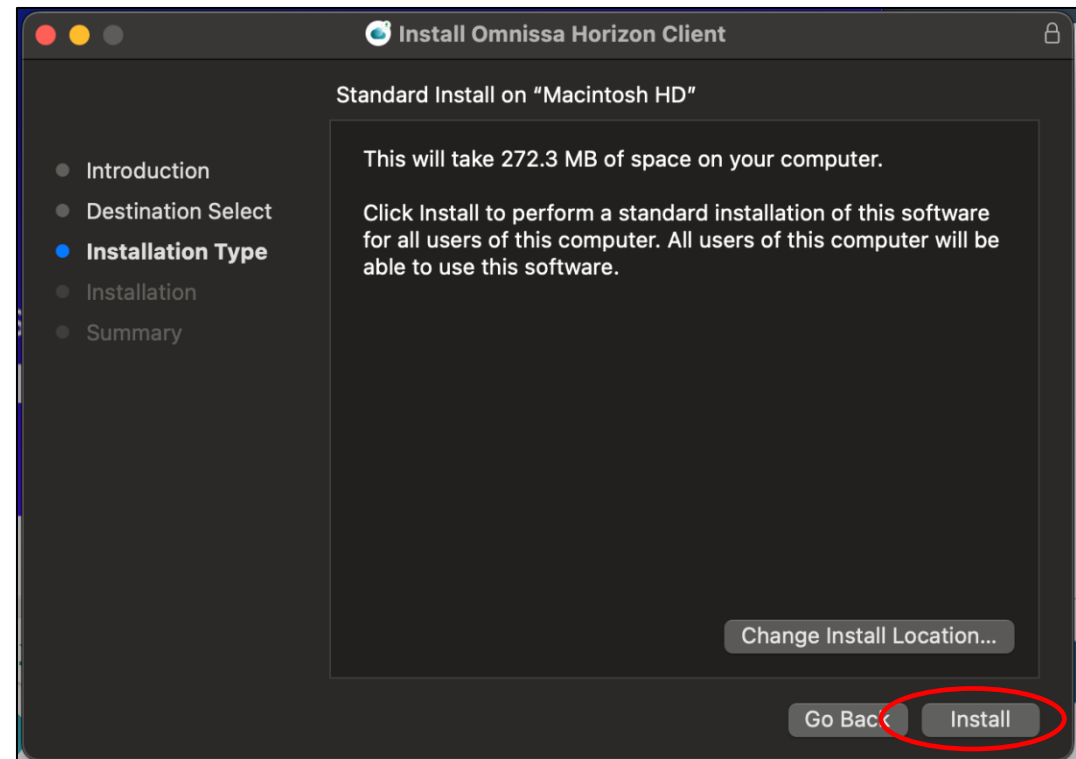 Install Omnissa Horizon Client
Standard Install on “Macintosh HD”
Introduction
Destination Select
Installation Type
Installation
Summary
This will take 272.3 MB of space on your computer.
Click Install to perform a standard installation of this software
for all users of this computer. All users of this computer will be
able to use this software.
Change Install Location...
Go Back
Install